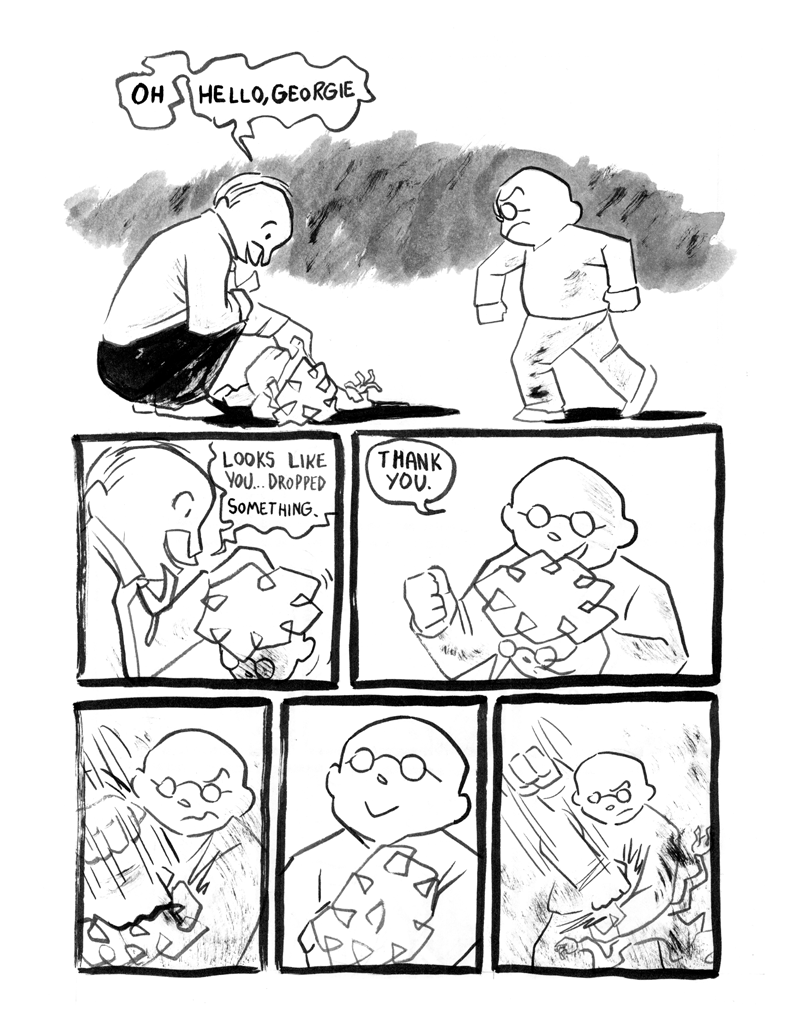 OH
HELLO, GEORGIE
LOOKS LIKE
YOU...DROPPED
SOMETHING.
THANK
YOU.